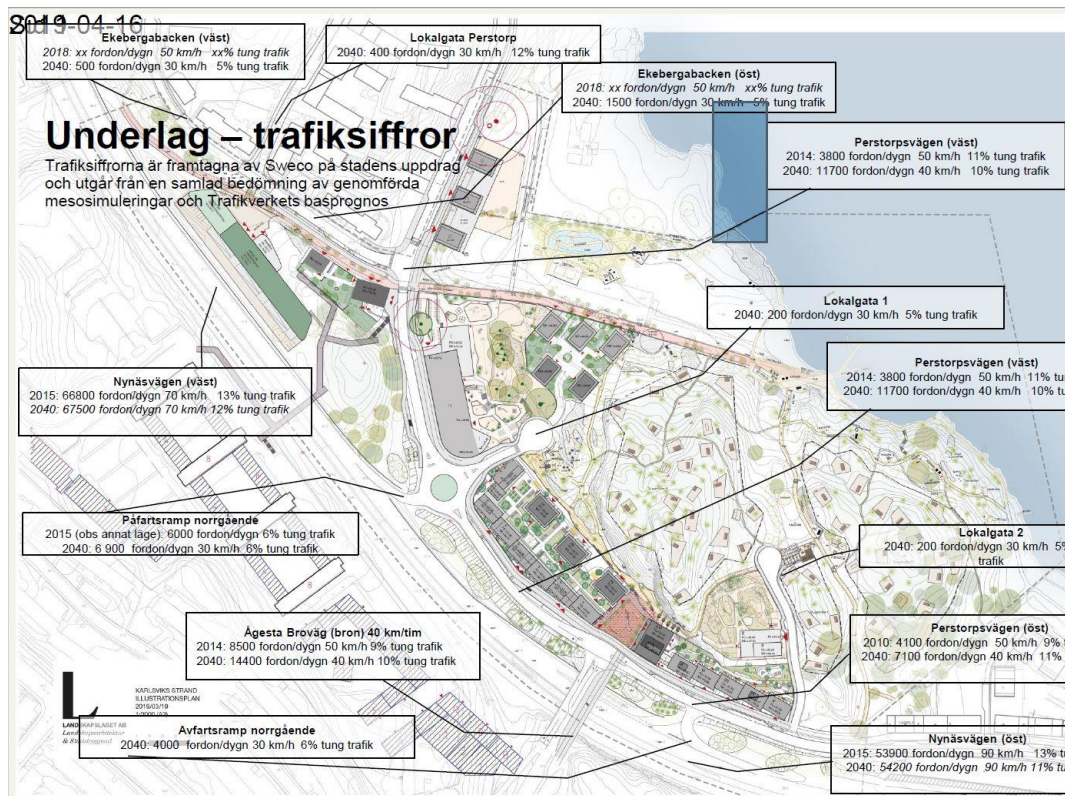 2019-04-16
Ekebergabacken (väst)
2018: xx fordon/dygn 50 km/h xx% tung trafik
2040: 500 fordon/dygn 30 km/h 5% tung trafik
Lokalgata Perstorp
2040: 400 fordon/dygn 30 km/h 12% tung trafik
Ekebergabacken (öst)
2018: xx fordon/dygn 50 km/h xx% tung trafik
2040: 1500 fordon/dygn 30 km/h 5% tung trafik
Underlag – trafiksiffror
Trafiksiffrorna är framtagna av Sweco på stadens uppdrag
och utgår från en samlad bedömning av genomförda
mesosimuleringar och Trafikverkets basprognos
Perstorpsvägen (väst)
2014: 3800 fordon/dygn 50 km/h 11% tung trafik
2040: 11700 fordon/dygn 40 km/h 10% tung trafik
Lokalgata 1
2040: 200 fordon/dygn 30 km/h 5% tung trafik
Perstorpsvägen (väst)
2014: 3800 fordon/dygn 50 km/h 11% tu
2040: 11700 fordon/dygn 40 km/h 10% tu
Nynäsvägen (väst)
2015: 66800 fordon/dygn 70 km/h 13% tung trafik
2040: 67500 fordon/dygn 70 km/h 12% tung trafik
Påfartsramp norrgående
2015 (obs annat läge): 6000 fordon/dygn 6% tung trafik
2040: 6 900 fordon/dygn 30 km/h 6% tung trafik
Lokalgata 2
2040: 200 fordon/dygn 30 km/h 5%
trafik
Ågesta Broväg (bron) 40 km/tim
2014: 8500 fordon/dygn 50 km/h 9% tung trafik
2040: 14400 fordon/dygn 40 km/h 10% tung trafik
Perstorpsvägen (öst)
2010: 4100 fordon/dygn 50 km/h 9%
2040: 7100 fordon/dygn 40 km/h 11%
L
KARLSVIKS STRAND
ILLUSTRATIONSPLAN
2019/03/19
1:2000 (A3)
LANDSKAPSLAGET AB
Landskapsarkitektur
& Stadsbyggnad
Avfartsramp norrgående
2040: 4000 fordon/dygn 30 km/h 6% tung trafik
Nynäsvägen (öst)
2015: 53900 fordon/dygn 90 km/h 13% t
2040: 54200 fordon/dygn 90 km/h 11% tu